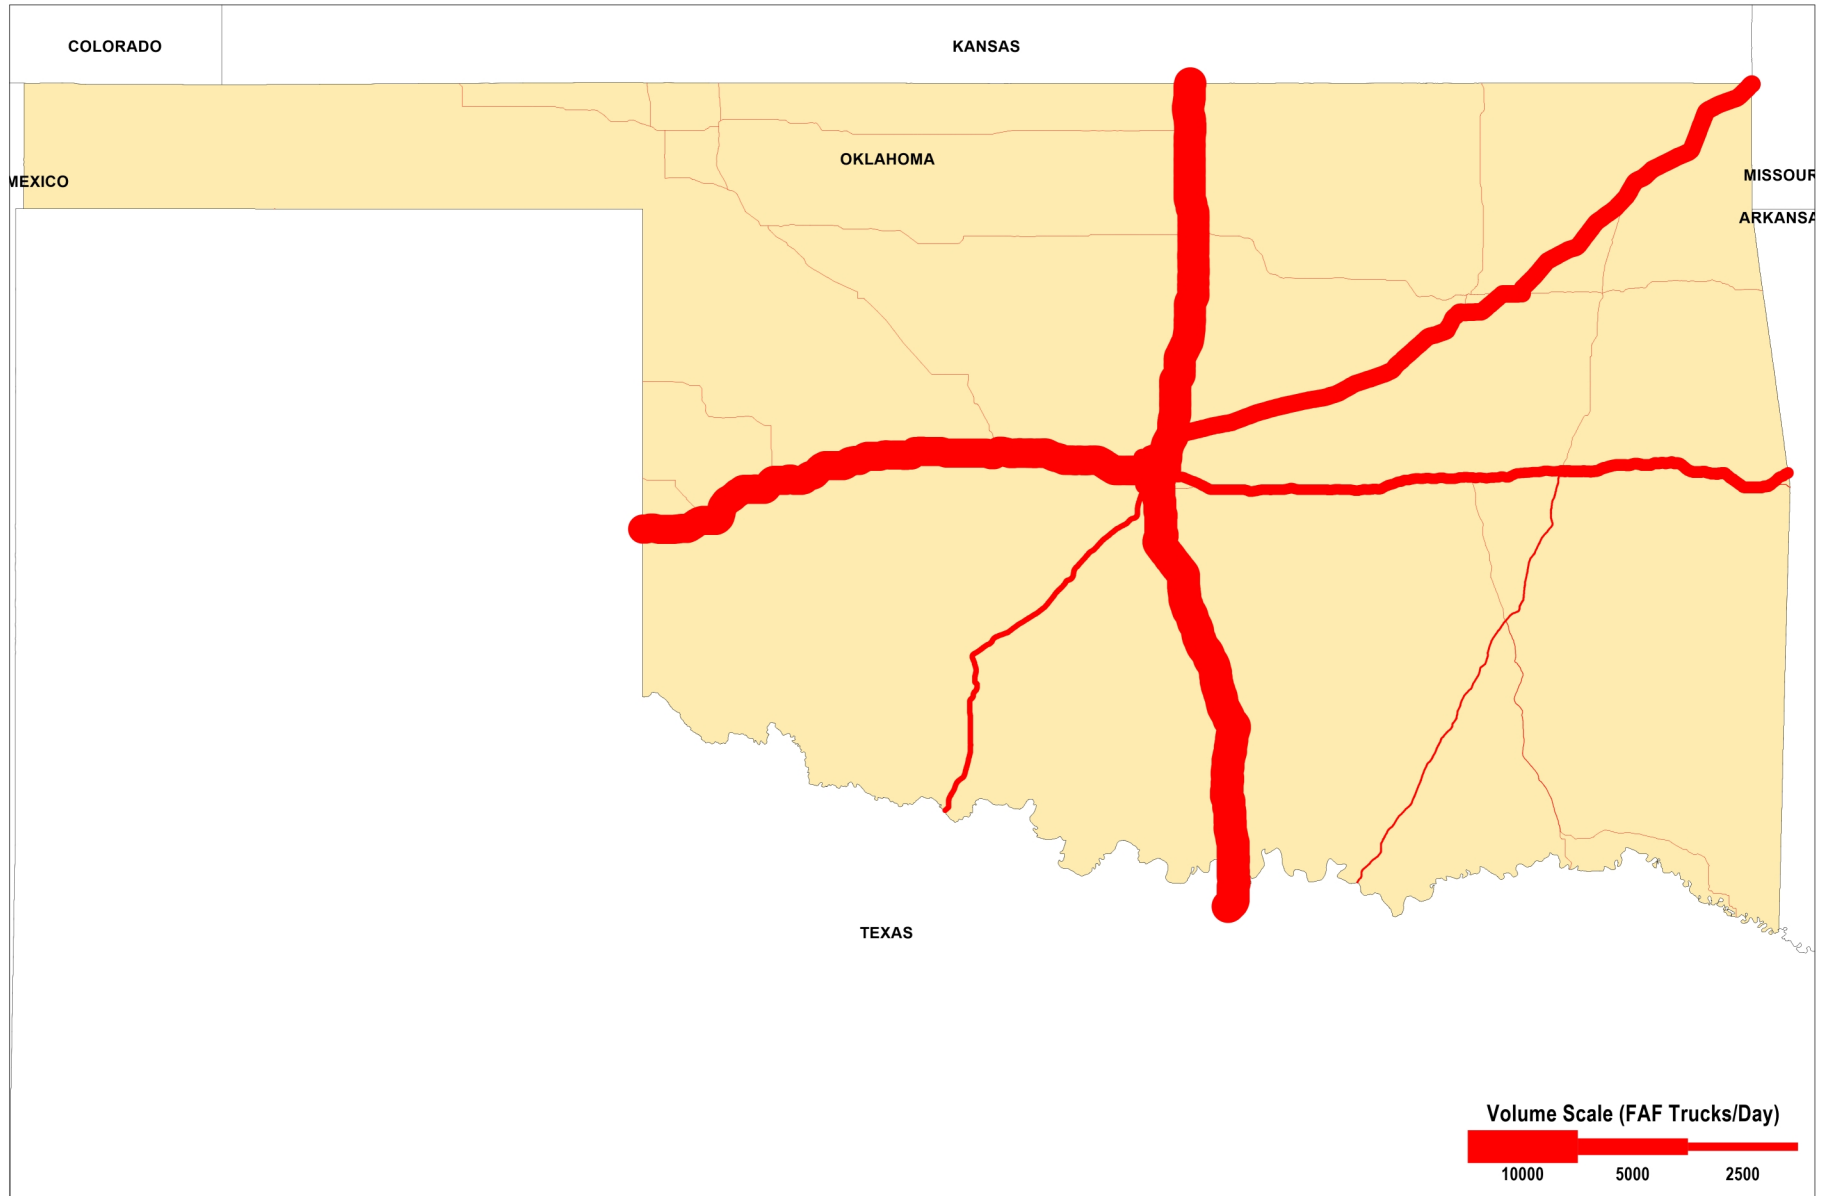 COLORADO
KANSAS
OKLAHOMA
MEXICO
MISSOUR
ARKANSA
TEXAS
Volume Scale (FAF Trucks/Day)
10000 5000 2500